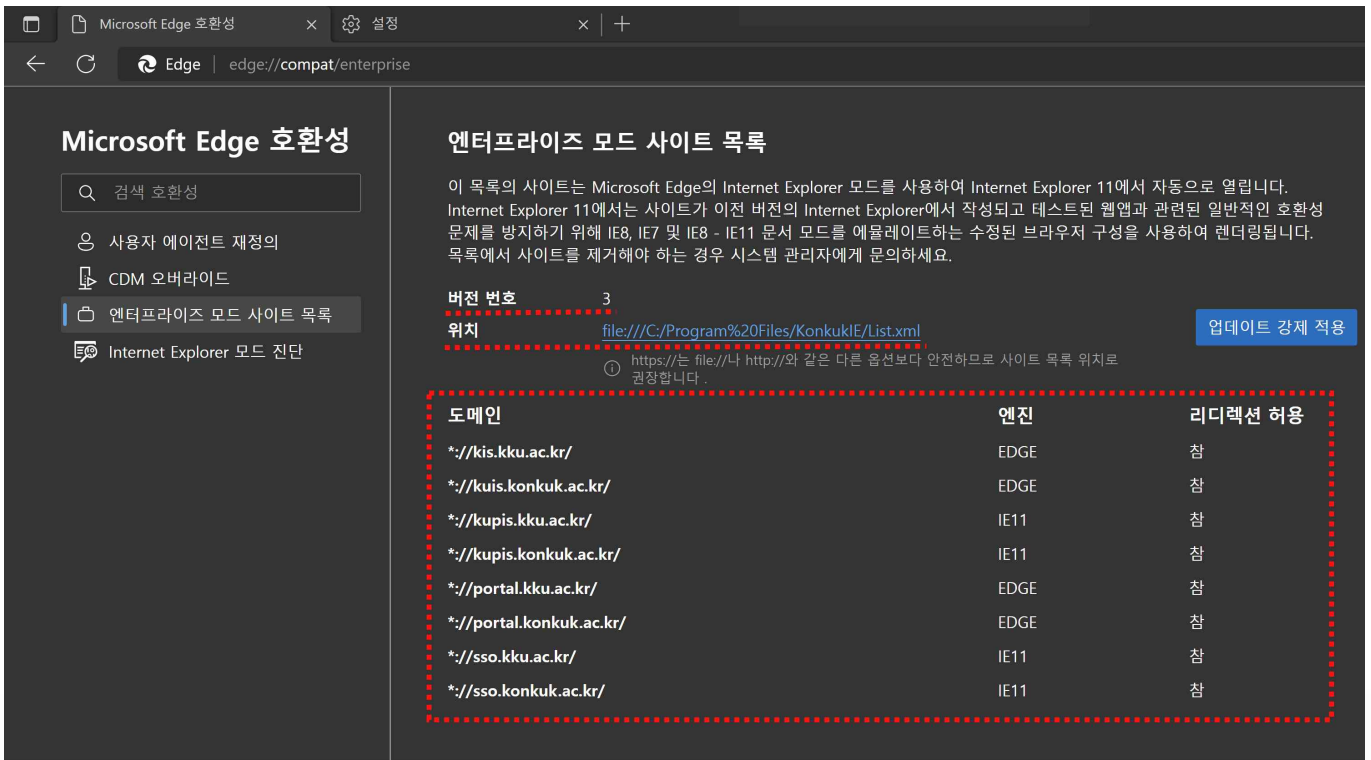 Microsoft Edge 호환성
설정
Edge
edge://compat/enterprise
Microsoft Edge 호환성
검색 호환성
사용자 에이전트 재정의
CDM 오버라이드
엔터프라이즈 모드 사이트 목록
Internet Explorer 모드 진단
엔터프라이즈 모드 사이트 목록
이 목록의 사이트는 Microsoft Edge의 Internet Explorer 모드를 사용하여 Internet Explorer 11에서 자동으로 열립니다.
Internet Explorer 11에서는 사이트가 이전 버전의 Internet Explorer에서 작성되고 테스트된 웹앱과 관련된 일반적인 호환성
문제를 방지하기 위해 IE8, IE7 및 IE8 - IE11 문서 모드를 에뮬레이트하는 수정된 브라우저 구성을 사용하여 렌더링됩니다.
목록에서 사이트를 제거해야 하는 경우 시스템 관리자에게 문의하세요.
버전 번호 3
위치 file:///C:/Program%20Files/KonkukIE/List.xml 업데이트 강제 적용
https://는 file://나 http://와 같은 다른 옵션보다 안전하므로 사이트 목록 위치로
권장합니다 .
도메인 엔진 리디렉션 허용
*://kis.kku.ac.kr/ EDGE 참
*://kuis.konkuk.ac.kr/ EDGE 참
*://kupis.kku.ac.kr/ IE11 참
*://kupis.konkuk.ac.kr/ IE11 참
*://portal.kku.ac.kr/ EDGE 참
*://portal.konkuk.ac.kr/ EDGE 참
*://sso.kku.ac.kr/ IE11 참
*://sso.konkuk.ac.kr/ IE11 참